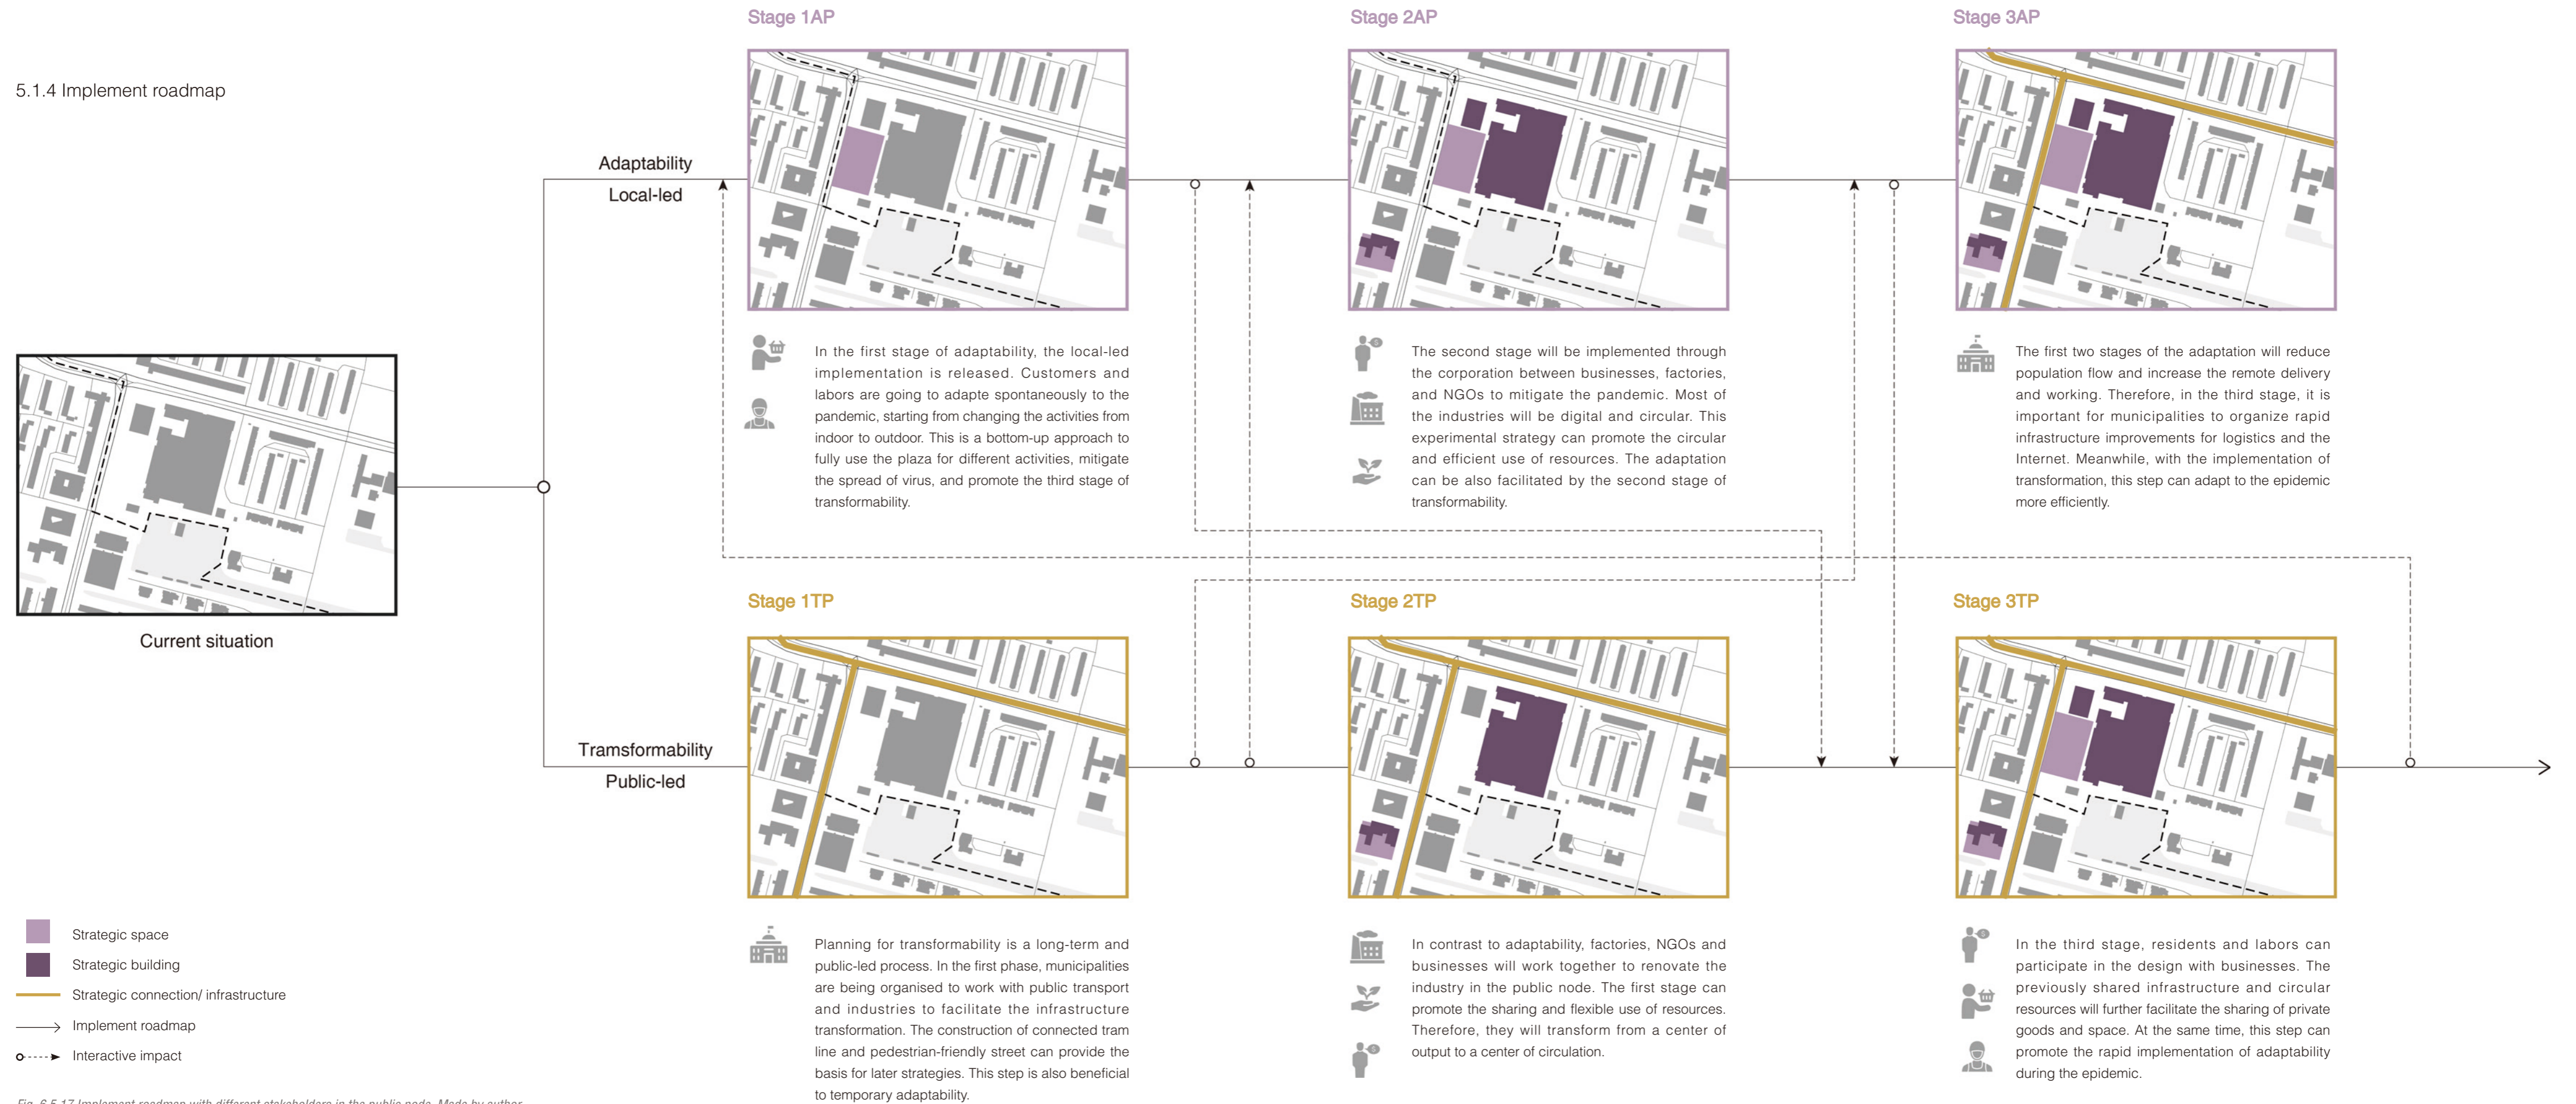 5.1.4 Implement roadmap
Stage 1AP
Stage 2AP
Stage 3AP
Adaptability
Local-led
In the first stage of adaptability, the local-led
implementation is released. Customers and
labors are going to adapte spontaneously to the
pandemic, starting from changing the activities from
indoor to outdoor. This is a bottom-up approach to
fully use the plaza for different activities, mitigate
the spread of virus, and promote the third stage of
transformability.
The second stage will be implemented through
the corporation between businesses, factories,
and NGOs to mitigate the pandemic. Most of
the industries will be digital and circular. This
experimental strategy can promote the circular
and efficient use of resources. The adaptation
can be also facilitated by the second stage of
transformability.
The first two stages of the adaptation will reduce
population flow and increase the remote delivery
and working. Therefore, in the third stage, it is
important for municipalities to organize rapid
infrastructure improvements for logistics and the
Internet. Meanwhile, with the implementation of
transformation, this step can adapt to the epidemic
more efficiently.
Current situation
Stage 1TP
Stage 2TP
Stage 3TP
Tramsformability
Public-led
Planning for transformability is a long-term and
public-led process. In the first phase, municipalities
are being organised to work with public transport
and industries to facilitate the infrastructure
transformation. The construction of connected tram
line and pedestrian-friendly street can provide the
basis for later strategies. This step is also beneficial
to temporary adaptability.
In contrast to adaptability, factories, NGOs and
businesses will work together to renovate the
industry in the public node. The first stage can
promote the sharing and flexible use of resources.
Therefore, they will transform from a center of
output to a center of circulation.
In the third stage, residents and labors can
participate in the design with businesses. The
previously shared infrastructure and circular
resources will further facilitate the sharing of private
goods and space. At the same time, this step can
promote the rapid implementation of adaptability
during the epidemic.
Strategic space
Strategic building
Strategic connection/ infrastructure
Implement roadmap
Interactive impact
Fig. 6.5.17 Implement roadmap with different stakeholders in the public node. Made by author